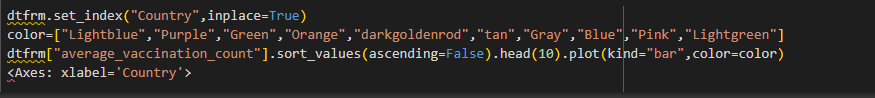 dtfrm.set_index("Country",inplace=True)
color=["Lightblue","Purple","Green","Orange","darkgoldenrod","tan","Gray","Blue","Pink","Lightgreen"]
dtfrm["average_vaccination_count"].sort_values(ascending=False).head(10).plot(kind="bar",color=color)
<Axes: xlabel='Country'>